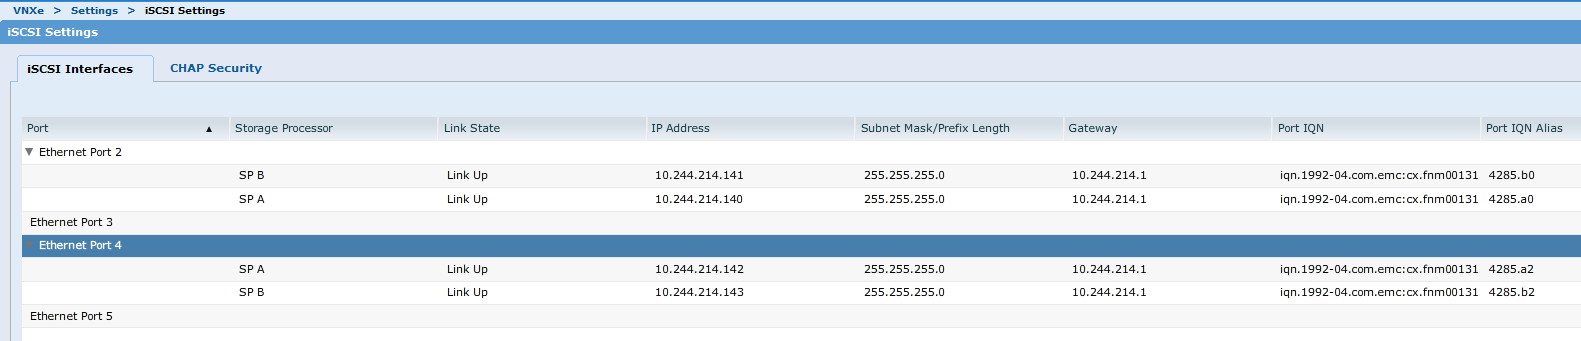 VNXe > Settings > iSCSI Settings
iSCSI Settings
iSCSI Interfaces CHAP Security
Port ▲ Storage Processor Link State IP Address Subnet Mask/Prefix Length Gateway Port IQN Port IQN Alias
▼ Ethernet Port 2
SP B Link Up 10.244.214.141 255.255.255.0 10.244.214.1 iqn.1992-04.com.emc:cx.fnm00131 4285.b0
SP A Link Up 10.244.214.140 255.255.255.0 10.244.214.1 iqn.1992-04.com.emc:cx.fnm00131 4285.a0
Ethernet Port 3
Ethernet Port 4
SP A Link Up 10.244.214.142 255.255.255.0 10.244.214.1 iqn.1992-04.com.emc:cx.fnm00131 4285.a2
SP B Link Up 10.244.214.143 255.255.255.0 10.244.214.1 iqn.1992-04.com.emc:cx.fnm00131 4285.b2
Ethernet Port 5